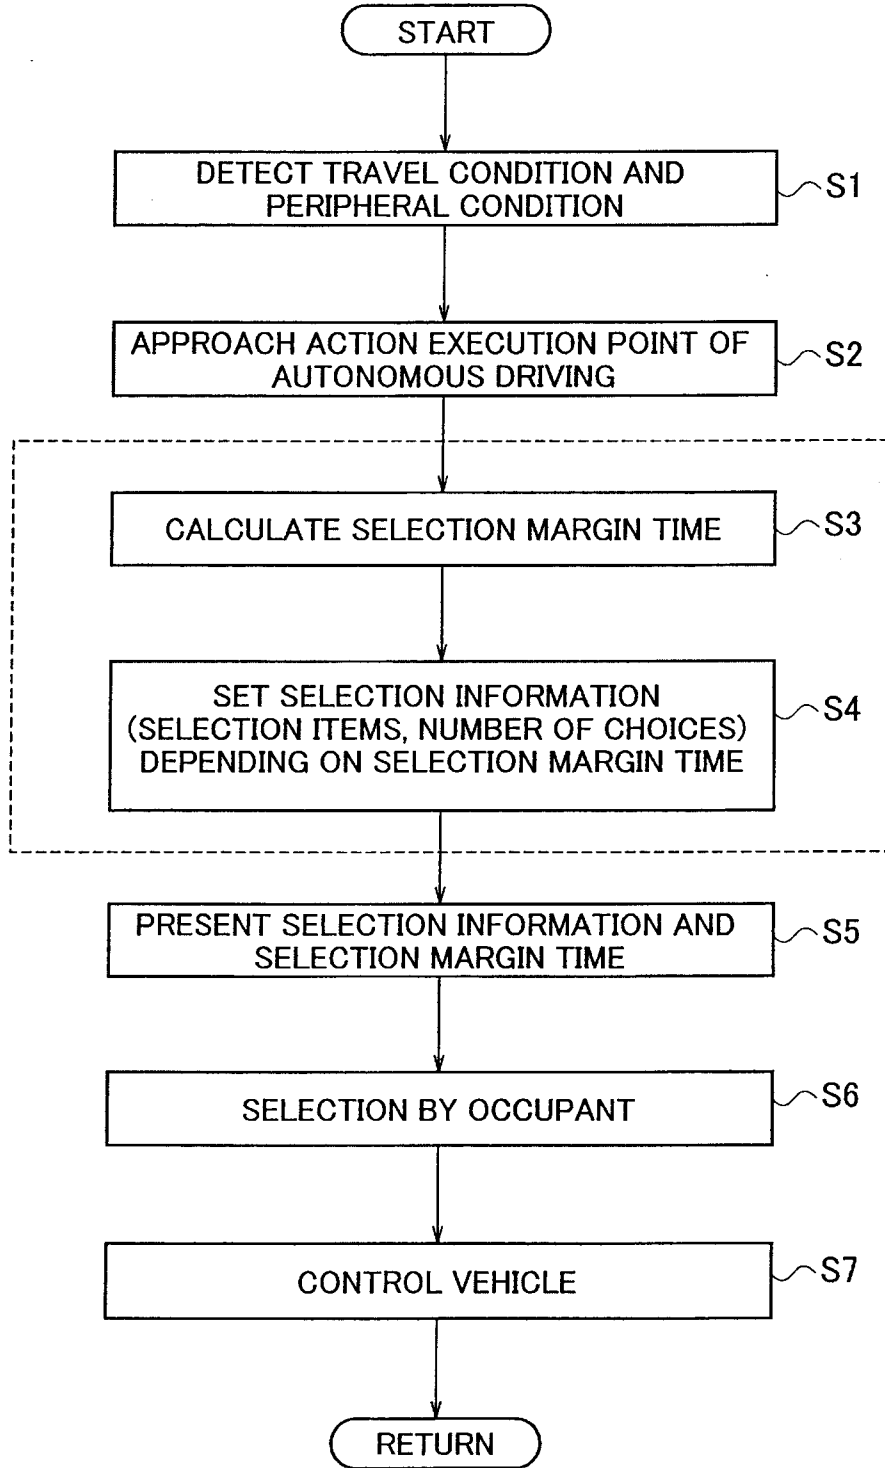 START
DETECT TRAVEL CONDITION AND
PERIPHERAL CONDITION
S1
APPROACH ACTION EXECUTION POINT OF
AUTONOMOUS DRIVING
S2
CALCULATE SELECTION MARGIN TIME
S3
SET SELECTION INFORMATION
(SELECTION ITEMS, NUMBER OF CHOICES)
DEPENDING ON SELECTION MARGIN TIME
S4
PRESENT SELECTION INFORMATION AND
SELECTION MARGIN TIME
S5
SELECTION BY OCCUPANT
S6
CONTROL VEHICLE
S7
RETURN